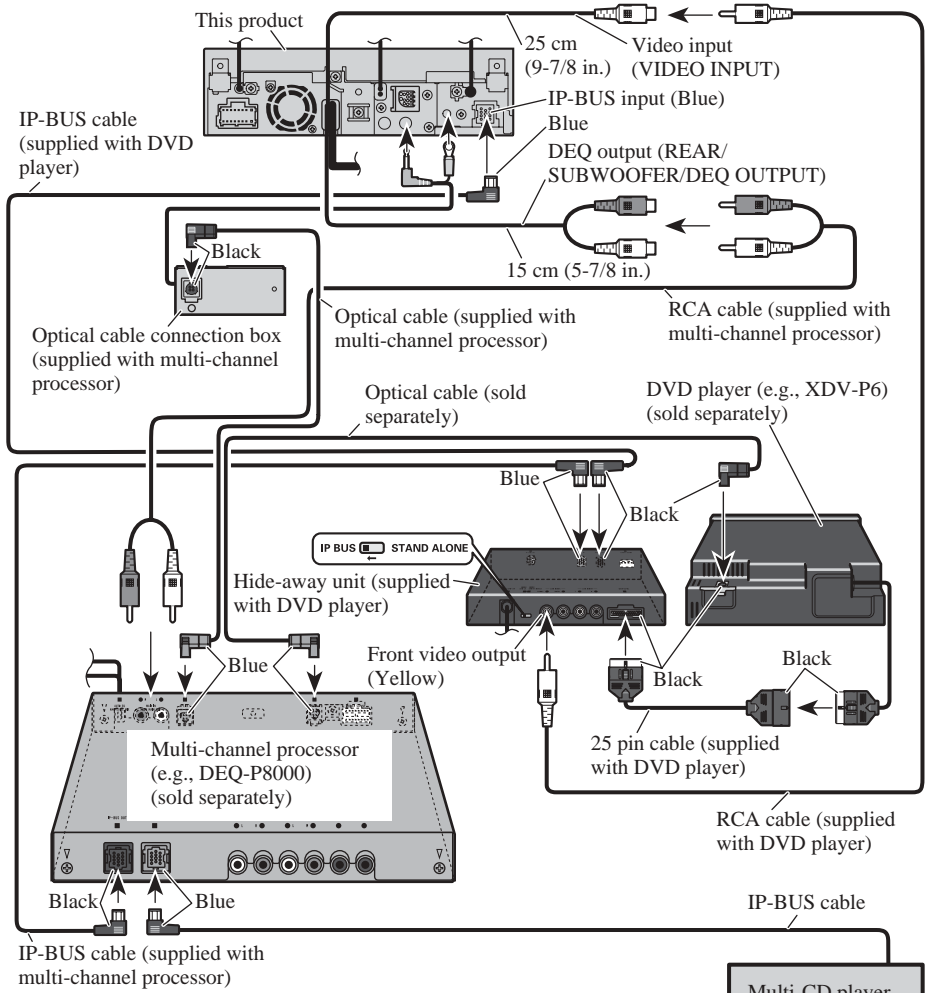 This product
25 cm
(9-7/8 in.)
Video input
(VIDEO INPUT)
IP-BUS input (Blue)
Blue
IP-BUS cable
(supplied with DVD
player)
DEQ output (REAR/
SUBWOOFER/DEQ OUTPUT)
Black
15 cm (5-7/8 in.)
Optical cable connection box
(supplied with multi-channel
processor)
Optical cable (supplied with
multi-channel processor)
RCA cable (supplied with
multi-channel processor)
Optical cable (sold
separately)
DVD player (e.g., XDV-P6)
(sold separately)
Blue
Black
IP BUS
STAND ALONE
Hide-away unit (supplied
with DVD player)
Front video output
(Yellow)
Blue
Black
Black
25 pin cable (supplied
with DVD player)
Multi-channel processor
(e.g., DEQ-P8000)
(sold separately)
RCA cable (supplied
with DVD player)
Black
Blue
IP-BUS cable
IP-BUS cable (supplied with
multi-channel processor)
Multi-CD player